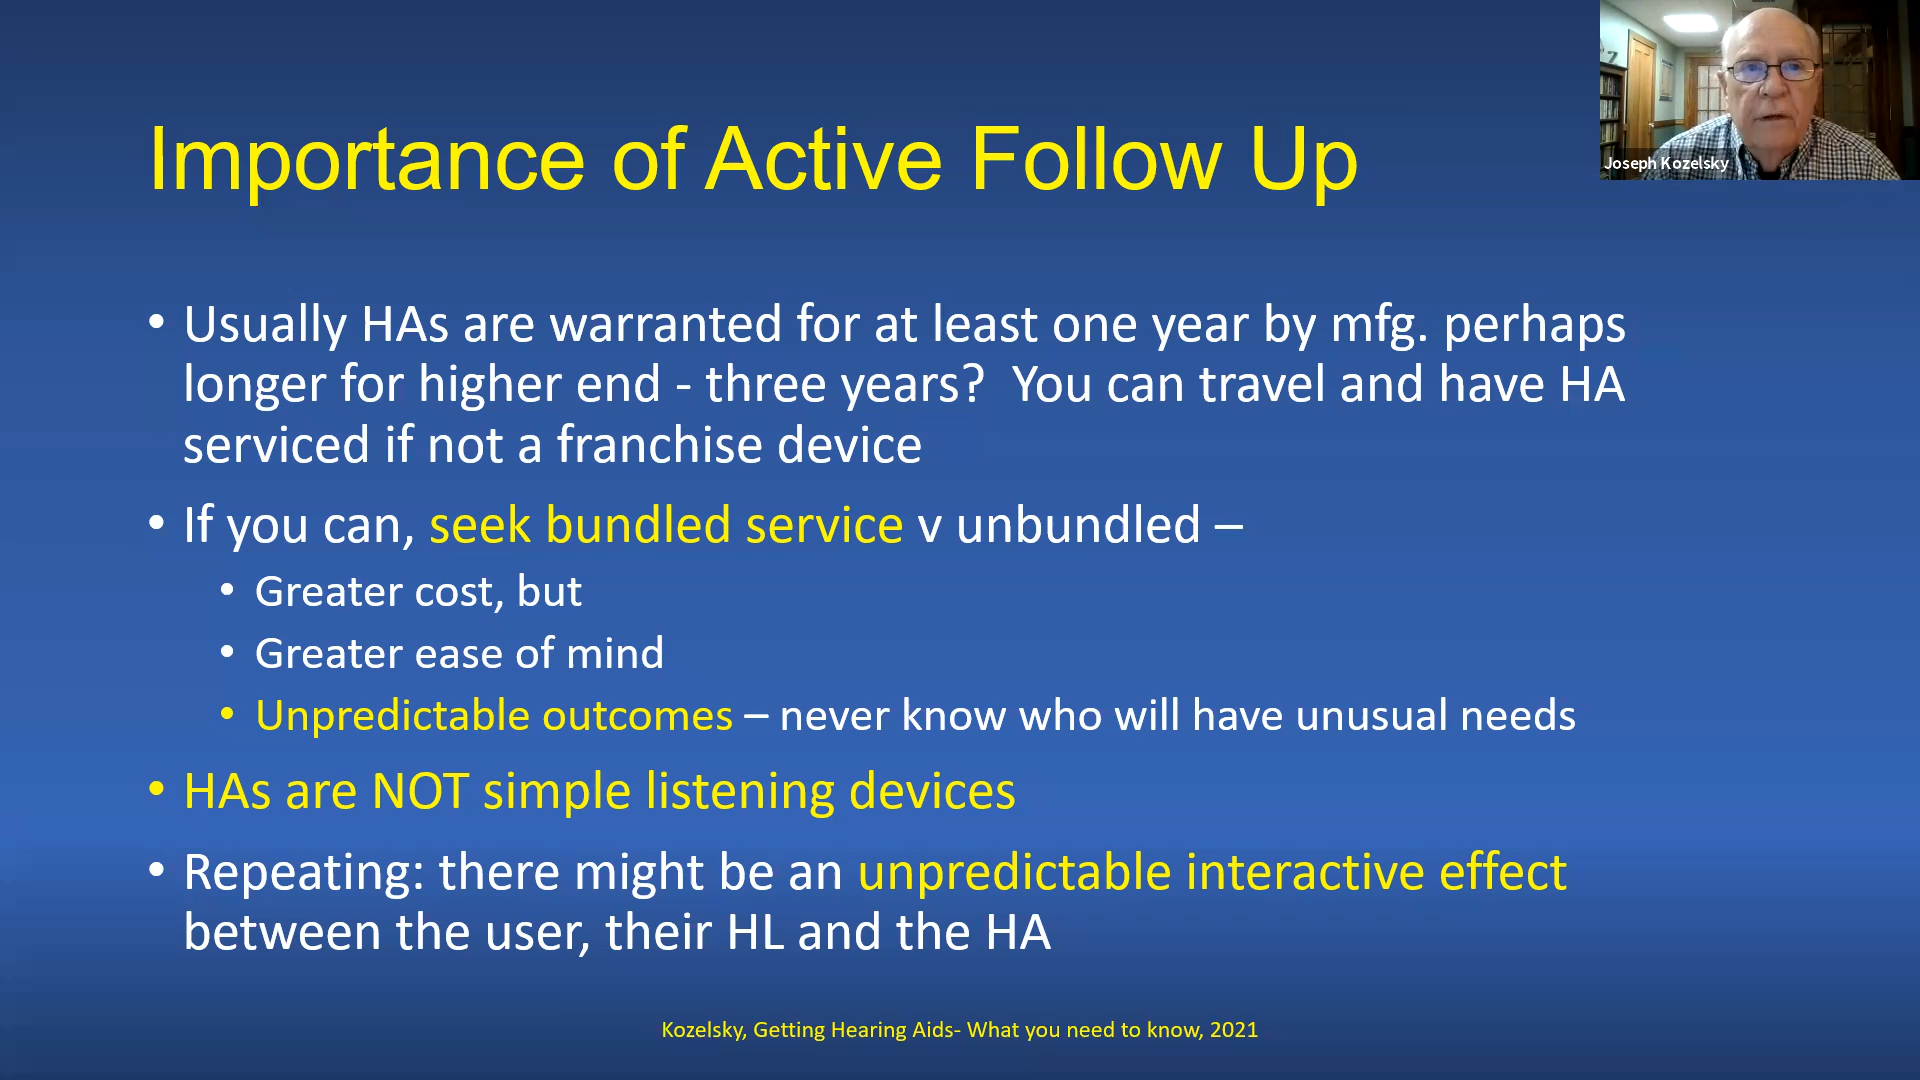 Importance of Active Follow Up
Joseph Kozelsky
• Usually HAs are warranted for at least one year by mfg. perhaps
longer for higher end - three years?  You can travel and have HA
serviced if not a franchise device
• If you can, seek bundled service v unbundled –
• Greater cost, but
• Greater ease of mind
• Unpredictable outcomes – never know who will have unusual needs
• HAs are NOT simple listening devices
• Repeating: there might be an unpredictable interactive effect
between the user, their HL and the HA
Kozelsky, Getting Hearing Aids- What you need to know, 2021